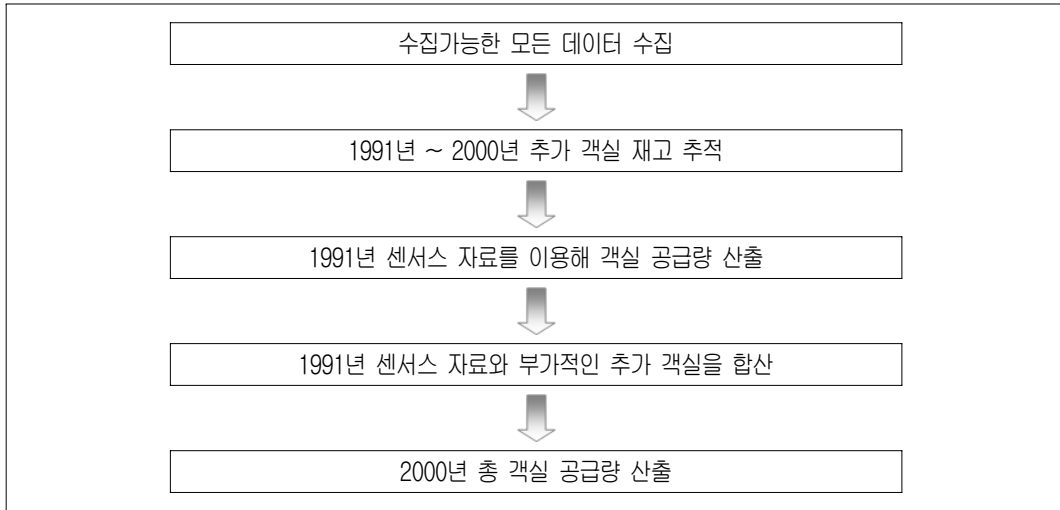 수집가능한 모든 데이터 수집
1991년 ~ 2000년 추가 객실 재고 추적
1991년 센서스 자료를 이용해 객실 공급량 산출
1991년 센서스 자료와 부가적인 추가 객실을 합산
2000년 총 객실 공급량 산출